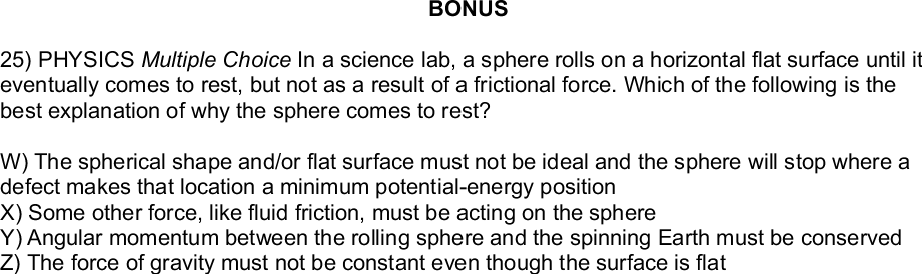 BONUS
25) PHYSICS Multiple Choice In a science lab, a sphere rolls on a horizontal flat surface until it
eventually comes to rest, but not as a result of a frictional force. Which of the following is the
best explanation of why the sphere comes to rest?
W) The spherical shape and/or flat surface must not be ideal and the sphere will stop where a
defect makes that location a minimum potential-energy position
X) Some other force, like fluid friction, must be acting on the sphere
Y) Angular momentum between the rolling sphere and the spinning Earth must be conserved
Z) The force of gravity must not be constant even though the surface is flat